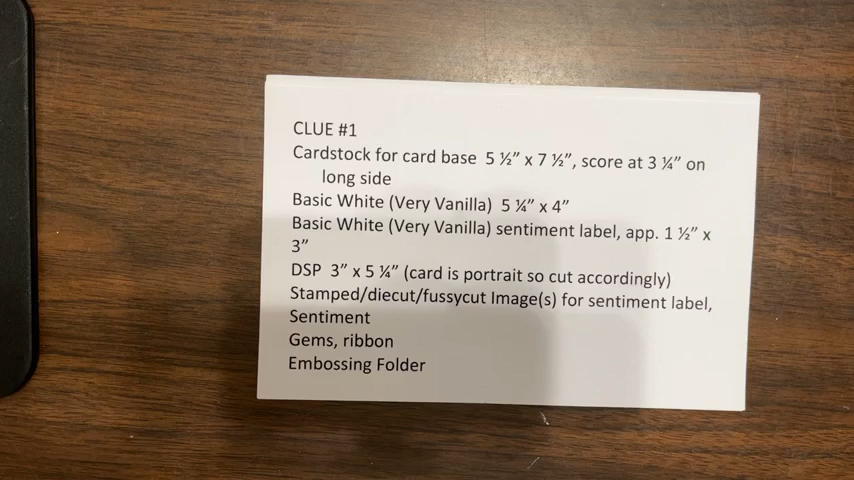 CLUE #1
Cardstock for card base 5 ½” x 7 ½”, score at 3 ¼” on
long side
Basic White (Very Vanilla) 5 ¼” x 4”
Basic White (Very Vanilla) sentiment label, app. 1 ½” x
3”
DSP 3” x 5 ¼” (card is portrait so cut accordingly)
Stamped/diecut/fussycut Image(s) for sentiment label,
Sentiment
Gems, ribbon
Embossing Folder